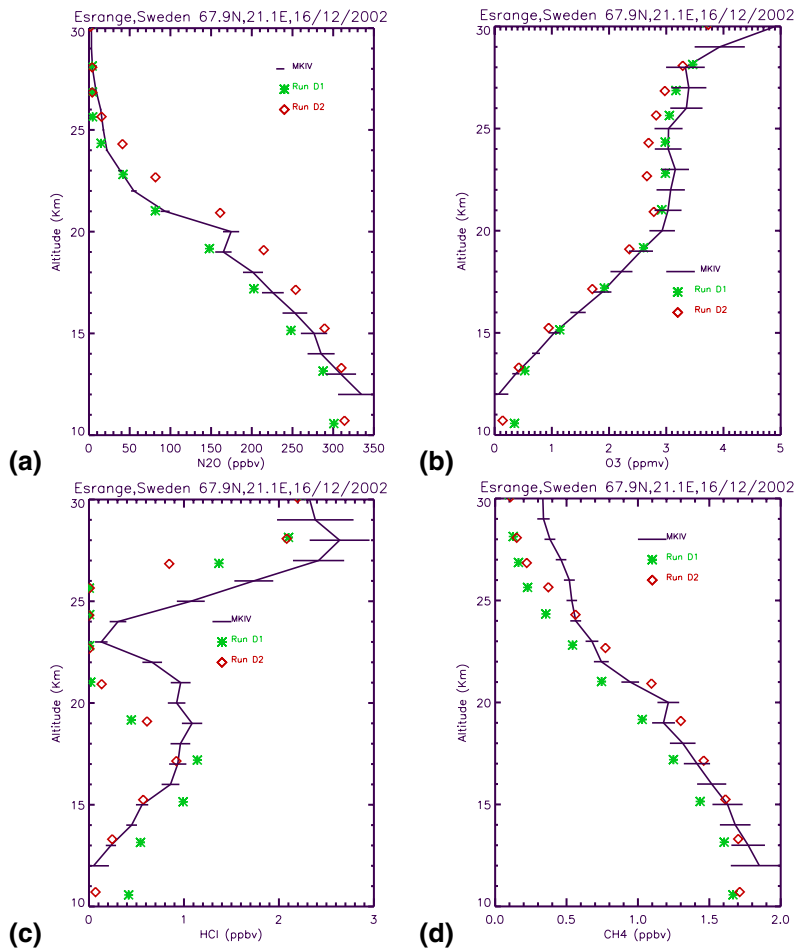 Esrange,Sweden 67.9N,21.1E,16/12/2002
30
25
20
15
10
Altitude (Km)
MKIV
Run D1
Run D2
0 50 100 150 200 250 300 350
N2O (ppbv)
(a)
Esrange,Sweden 67.9N,21.1E,16/12/2002
30
25
20
15
10
Altitude (Km)
MKIV
Run D1
Run D2
0 1 2 3 4 5
O3 (ppmv)
(b)
Esrange,Sweden 67.9N,21.1E,16/12/2002
30
25
20
15
10
Altitude (Km)
MKIV
Run D1
Run D2
0 1 2 3
HCl (ppbv)
(c)
Esrange,Sweden 67.9N,21.1E,16/12/2002
30
25
20
15
10
Altitude (Km)
MKIV
Run D1
Run D2
0.0 0.5 1.0 1.5 2.0
CH4 (ppbv)
(d)